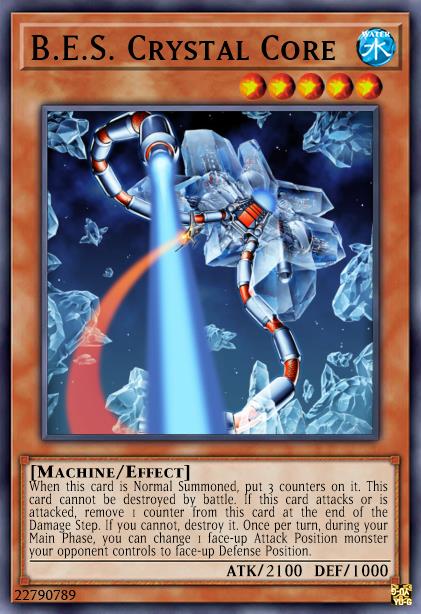 B.E.S. Crystal Core
WATER
水
[Machine/Effect]
When this card is Normal Summoned, put 3 counters on it. This
card cannot be destroyed by battle. If this card attacks or is
attacked, remove 1 counter from this card at the end of the
Damage Step. If you cannot, destroy it. Once per turn, during your
Main Phase, you can change 1 face-up Attack Position monster
your opponent controls to face-up Defense Position.
ATK/2100 DEF/1000
22790789